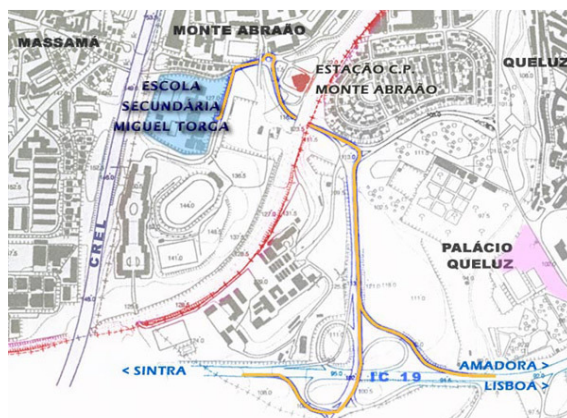 MASSAMÁ
MONTE ABRAÃO
QUELUZ
ESTAÇÃO C.P.
MONTE ABRAÃO
ESCOLA
SECUNDÁRIA
MIGUEL TORGA
CREL
PALÁCIO
QUELUZ
< SINTRA
IC 19
AMADORA >
LISBOA >